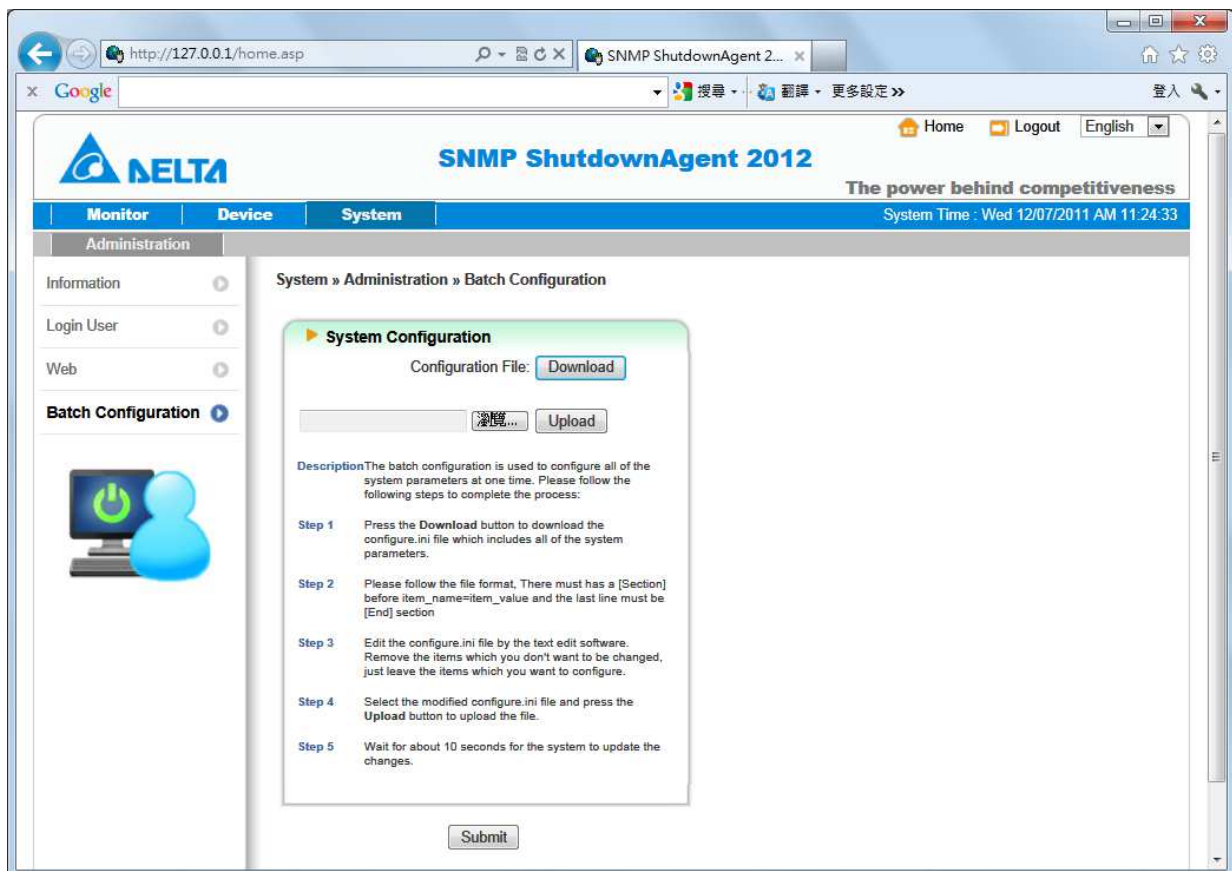 http://127.0.0.1/home.asp
SNMP ShutdownAgent 2...
Google
搜尋
翻譯
更多設定
登入
Home
Logout
English
DELTA
SNMP ShutdownAgent 2012
The power behind competitiveness
Monitor
Device
System
System Time : Wed 12/07/2011 AM 11:24:33
Administration
Information
Login User
Web
Batch Configuration
System » Administration » Batch Configuration
System Configuration
Configuration File: Download
瀏覽... Upload
Description The batch configuration is used to configure all of the
system parameters at one time. Please follow the
following steps to complete the process:
Step 1 Press the Download button to download the
configure.ini file which includes all of the system
parameters.
Step 2 Please follow the file format, There must has a [Section]
before item_name=item_value and the last line must be
[End] section
Step 3 Edit the configure.ini file by the text edit software.
Remove the items which you don't want to be changed,
just leave the items which you want to configure.
Step 4 Select the modified configure.ini file and press the
Upload button to upload the file.
Step 5 Wait for about 10 seconds for the system to update the
changes.
Submit